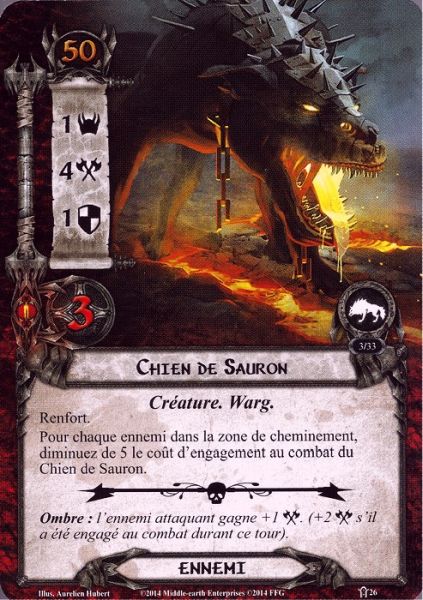 50
1
4
1
3
3/33
Chien de Sauron
Créature. Warg.
Renfort.
Pour chaque ennemi dans la zone de cheminement,
diminuez de 5 le coût d'engagement au combat du
Chien de Sauron.
Ombre : l'ennemi attaquant gagne +1 . (+2 s'il
a été engagé au combat durant ce tour).
ENNEMI
Illus. Aurelien Hubert ©2014 Middle-earth Enterprises ©2014 FFG 26